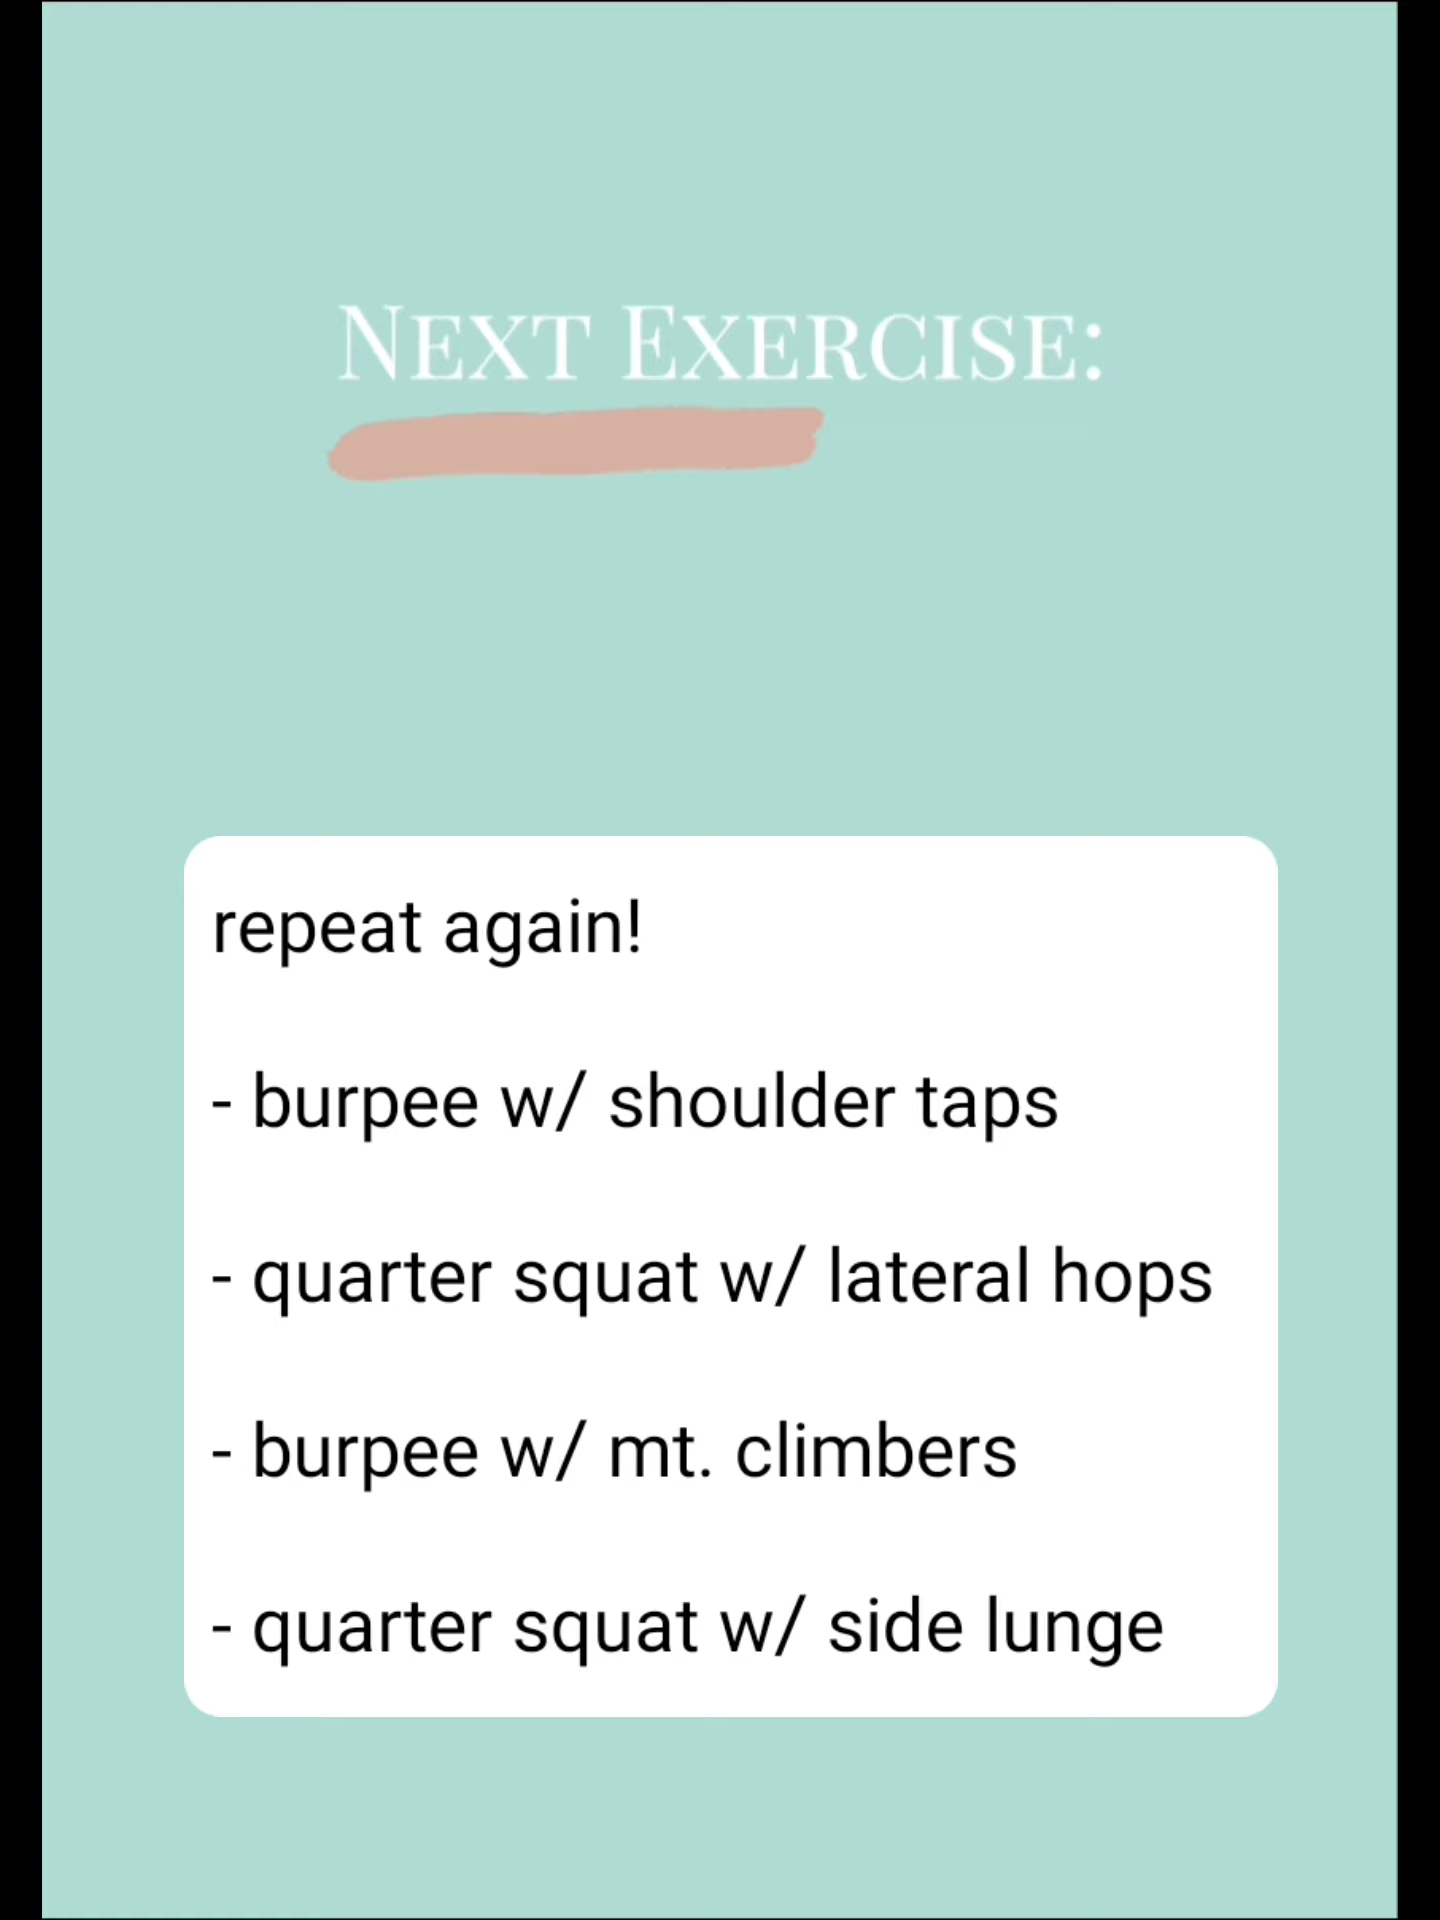 Next Exercise:
repeat again!
- burpee w/ shoulder taps
- quarter squat w/ lateral hops
- burpee w/ mt. climbers
- quarter squat w/ side lunge